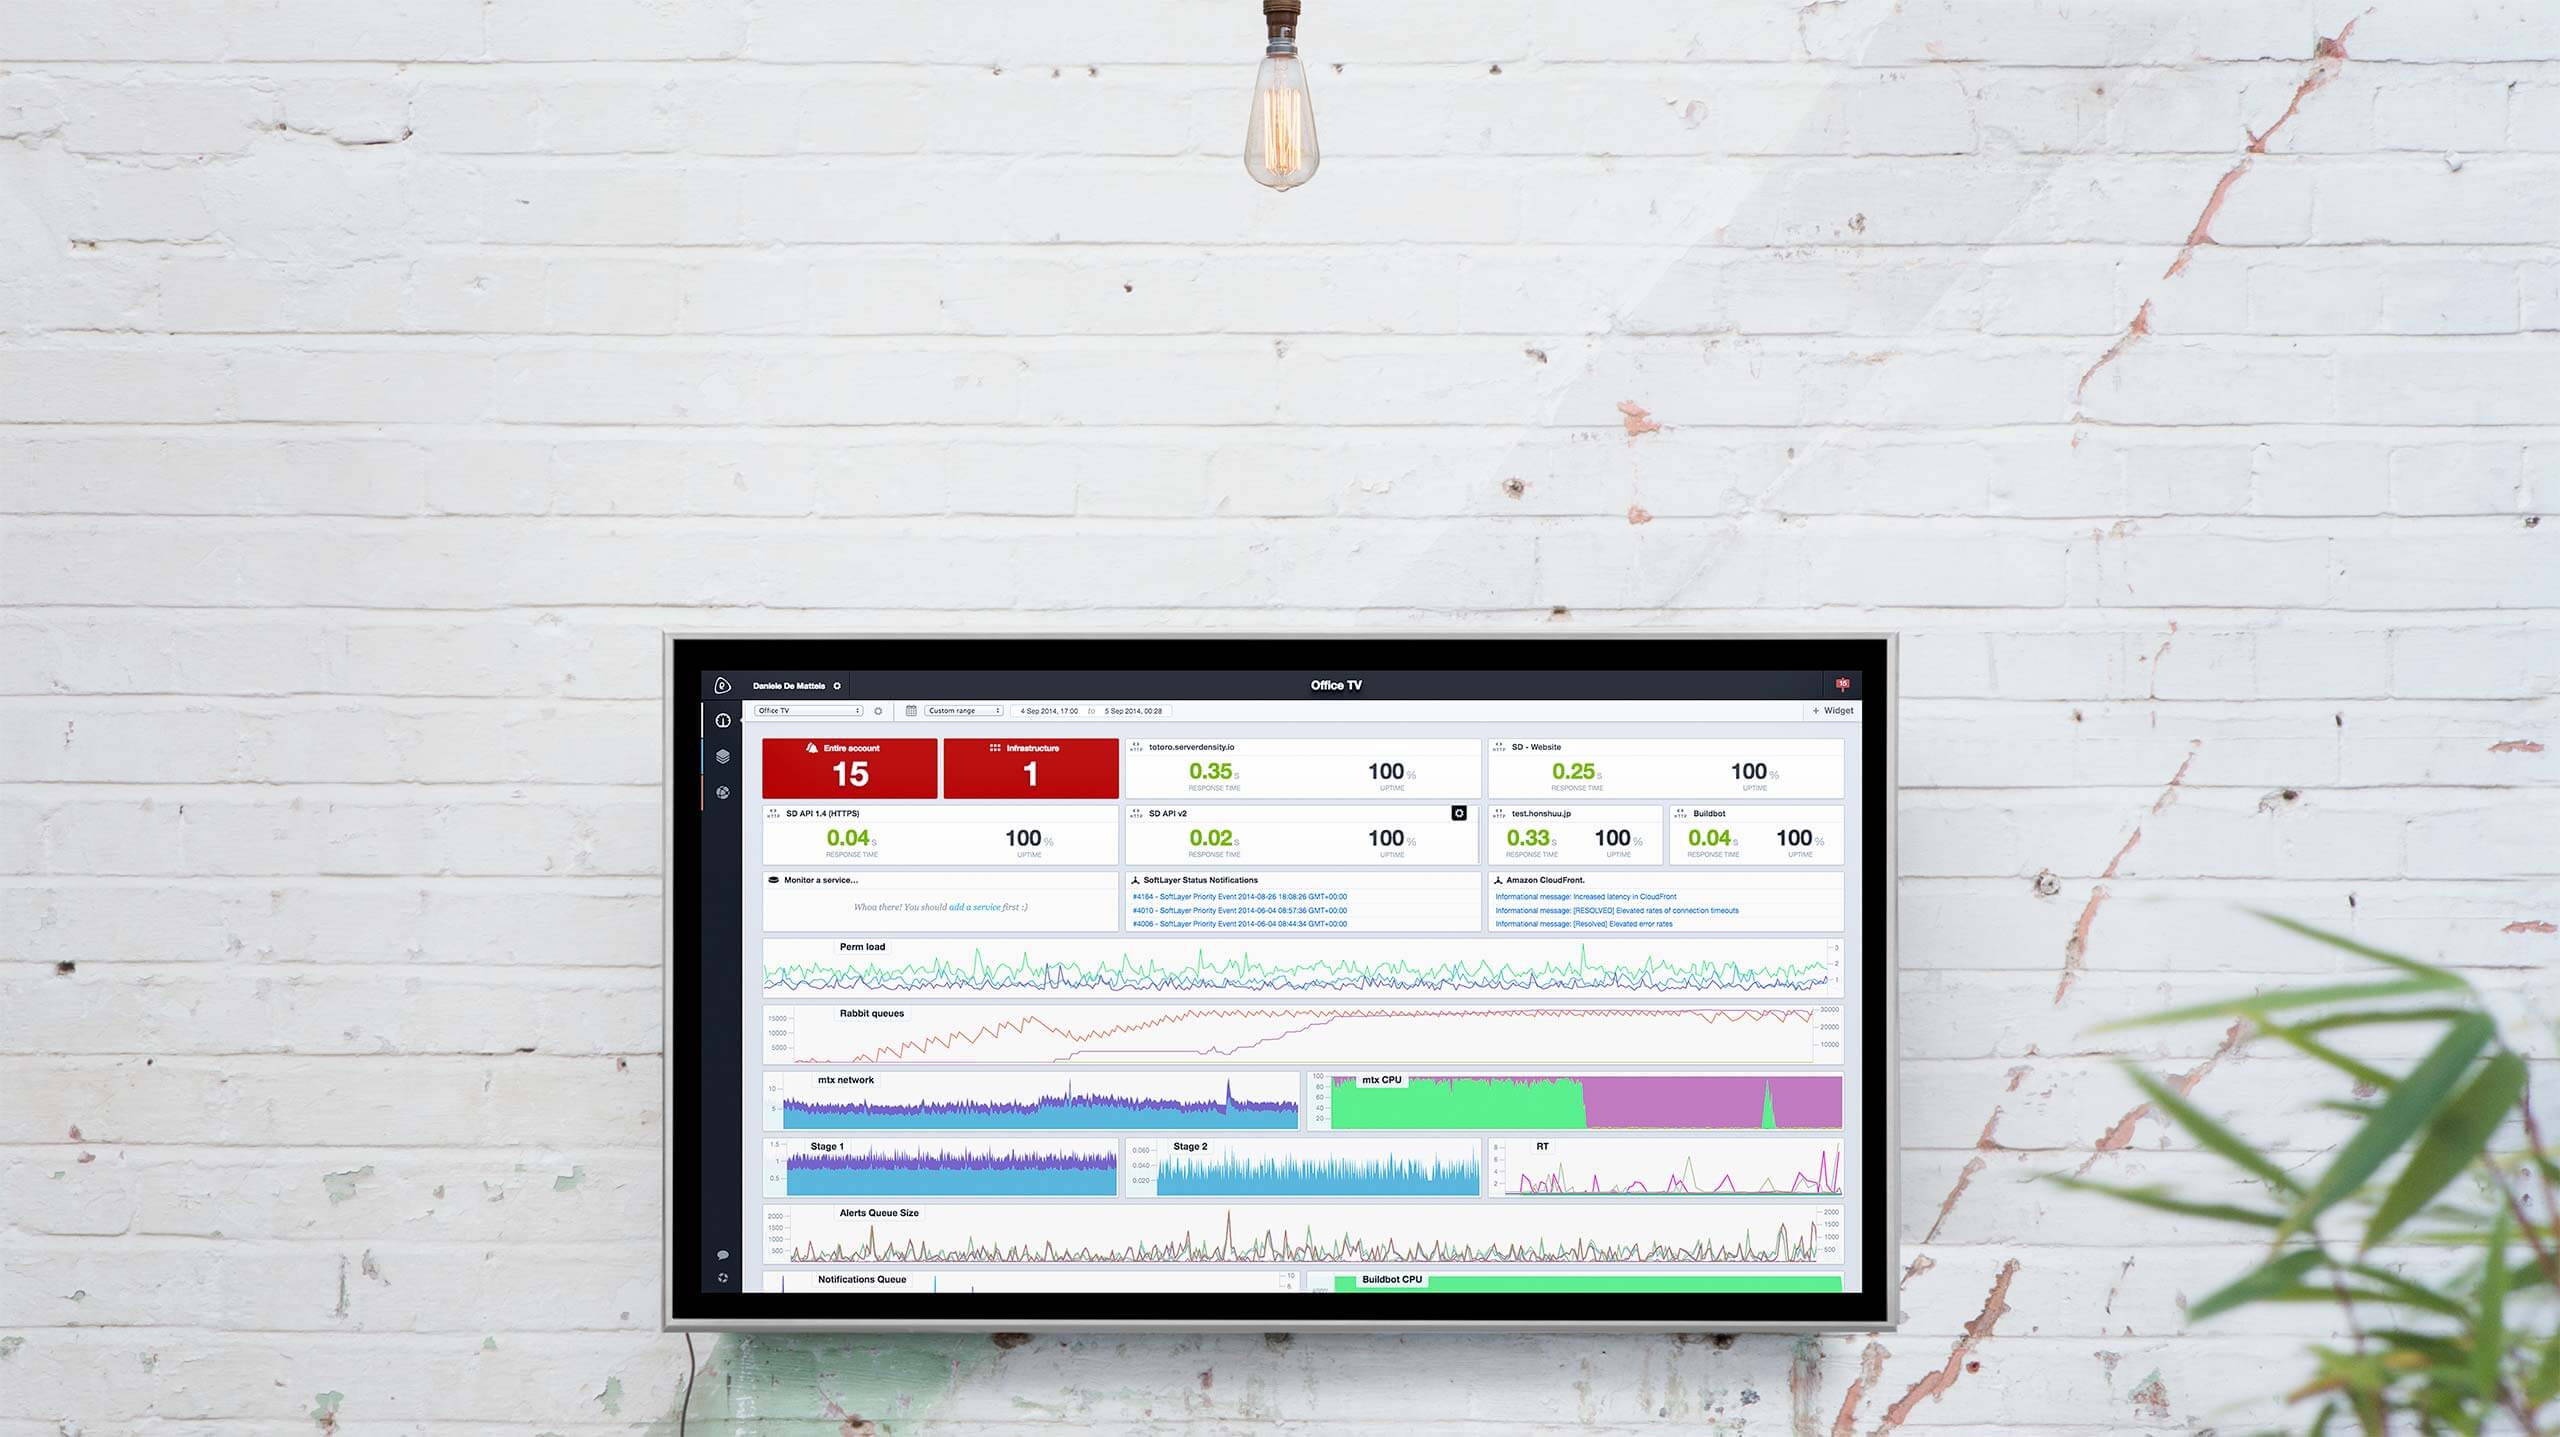 Daniele De Matteis
Office TV
15
Office TV
Custom range
4 Sep 2014, 17:00 to 5 Sep 2014, 00:28
+ Widget
Entire account
15
Infrastructure
1
totoro.serverdensity.io
0.35 s
RESPONSE TIME
100 %
UPTIME
SD - Website
0.25 s
RESPONSE TIME
100 %
UPTIME
SD API 1.4 (HTTPS)
0.04 s
RESPONSE TIME
100 %
UPTIME
SD API v2
0.02 s
RESPONSE TIME
100 %
UPTIME
test.honshuu.jp
0.33 s
RESPONSE TIME
100 %
UPTIME
Buildbot
0.04 s
RESPONSE TIME
100 %
UPTIME
Monitor a service...
Whoa there! You should add a service first :)
SoftLayer Status Notifications
#4164 - SoftLayer Priority Event 2014-08-26 18:08:26 GMT+00:00
#4010 - SoftLayer Priority Event 2014-06-04 08:57:36 GMT+00:00
#4006 - SoftLayer Priority Event 2014-06-04 08:44:34 GMT+00:00
Amazon CloudFront.
Informational message: Increased latency in CloudFront
Informational message: [RESOLVED] Elevated rates of connection timeouts
Informational message: [Resolved] Elevated error rates
Perm load
3
2
1
Rabbit queues
15000
10000
5000
30000
20000
10000
mtx network
10
5
mtx CPU
100
80
60
40
20
Stage 1
1.5
1
0.5
Stage 2
0.060
0.040
0.020
RT
8
6
4
2
Alerts Queue Size
2000
1500
1000
500
2000
1500
1000
500
Notifications Queue
10
Buildbot CPU